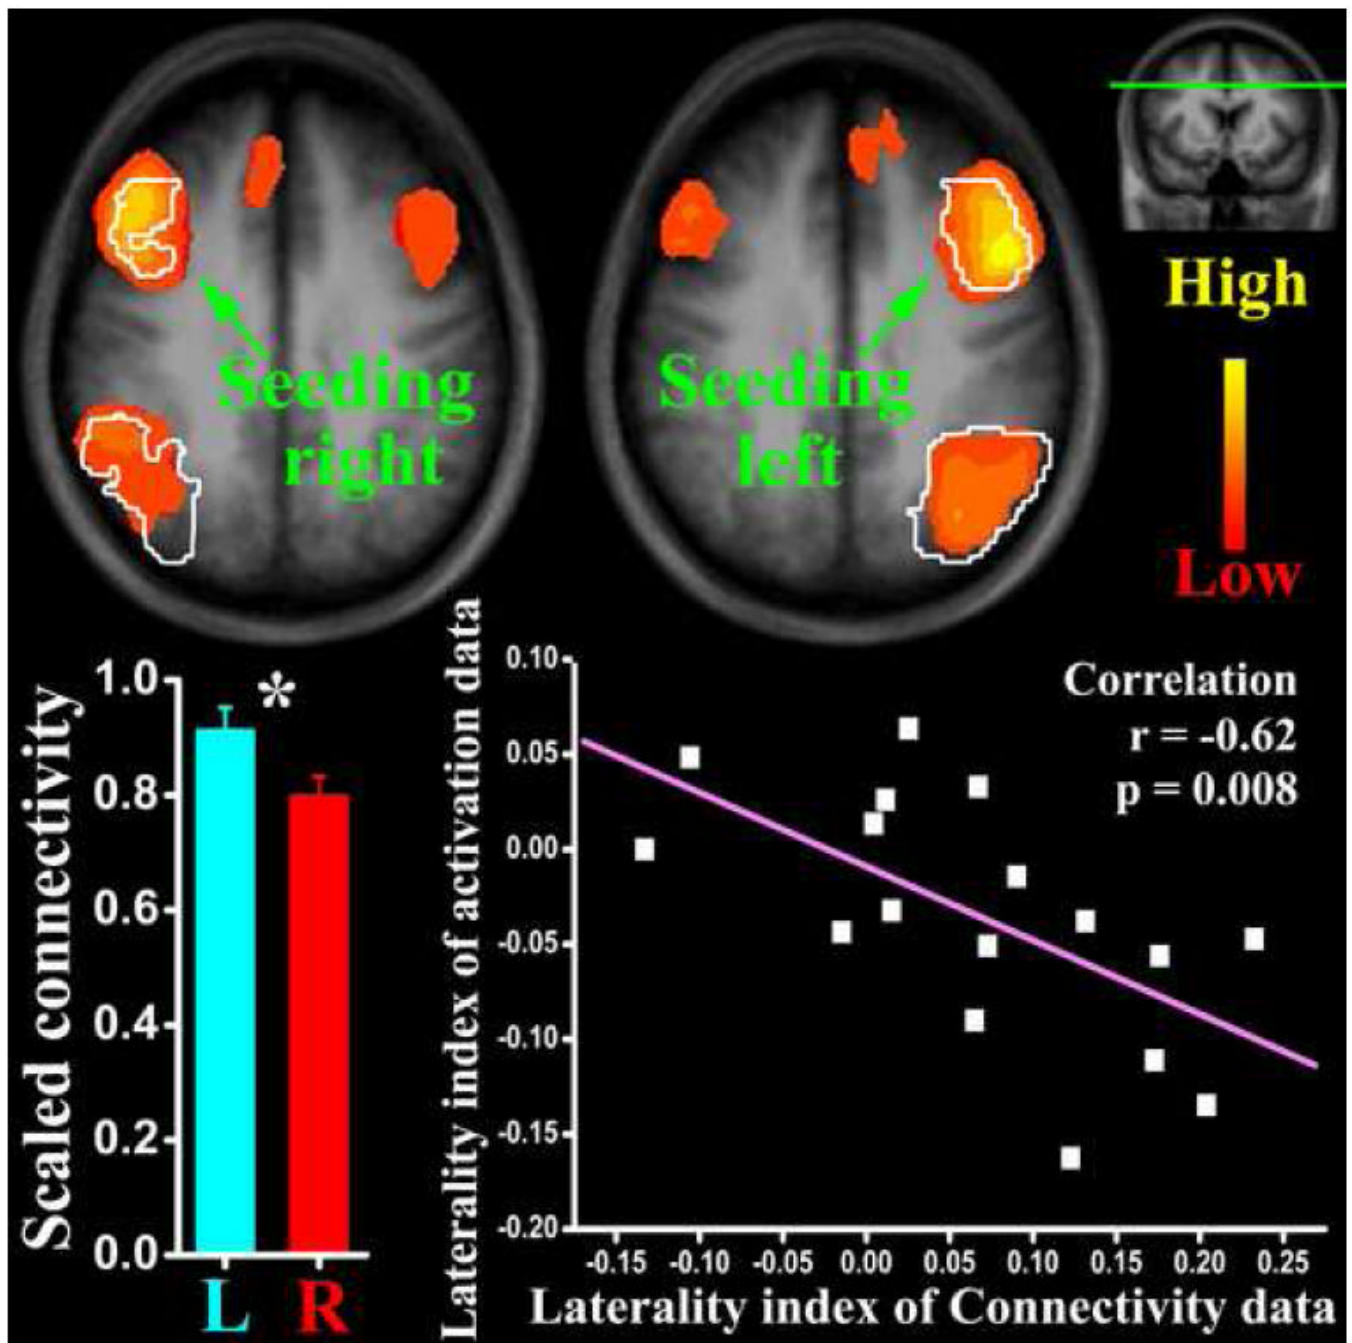 Seeding
right
Seeding
left
High
Low
Scaled connectivity
1.0
0.8
0.6
0.4
0.2
0.0
*
L
R
Laterality index of activation data
0.10
0.05
0.00
-0.05
-0.10
-0.15
-0.20
Correlation
r = -0.62
p = 0.008
-0.15 -0.10 -0.05 0.00 0.05 0.10 0.15 0.20 0.25
Laterality index of Connectivity data